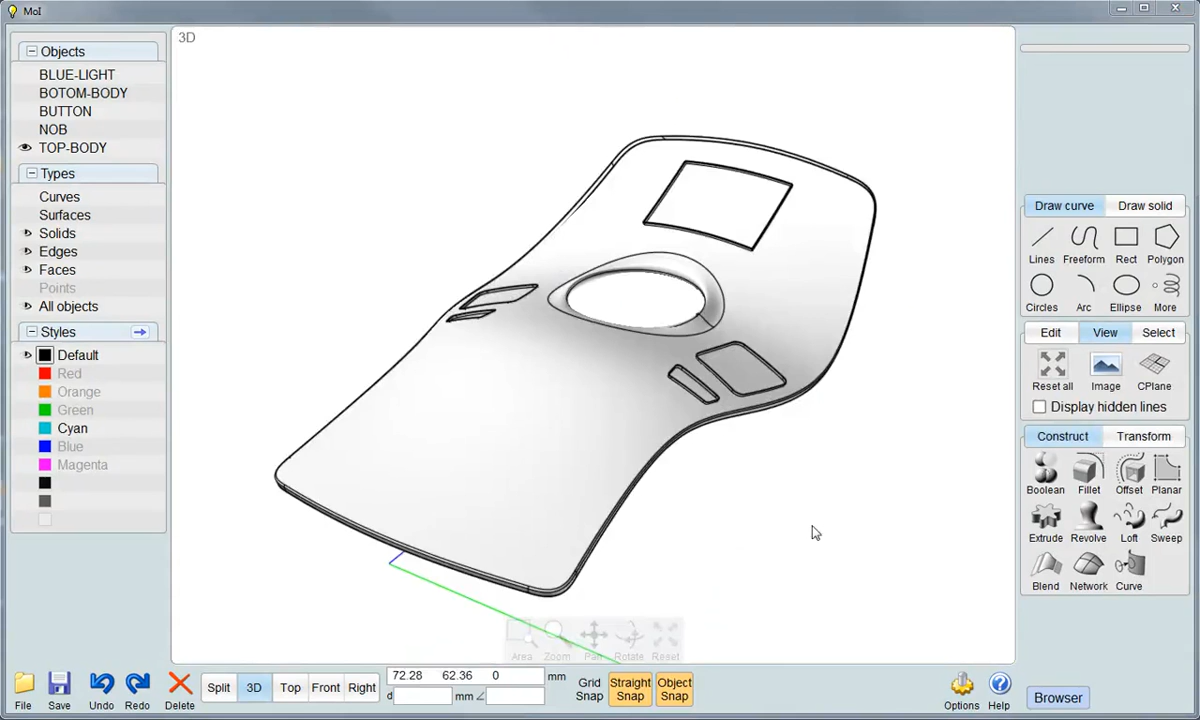 MoI
Objects
BLUE-LIGHT
BOTOM-BODY
BUTTON
NOB
TOP-BODY
Types
Curves
Surfaces
Solids
Edges
Faces
Points
All objects
Styles
Default
Red
Orange
Green
Cyan
Blue
Magenta
3D
Area Zoom Pan Rotate Reset
Draw curve Draw solid
Lines Freeform Rect Polygon
Circles Arc Ellipse More
Edit View Select
Reset all Image CPlane
Display hidden lines
Construct Transform
Boolean Fillet Offset Planar
Extrude Revolve Loft Sweep
Blend Network Curve
File Save Undo Redo Delete
Split 3D Top Front Right
72.28 62.36 0 mm
d mm
Grid Snap
Straight Snap
Object Snap
Options Help
Browser